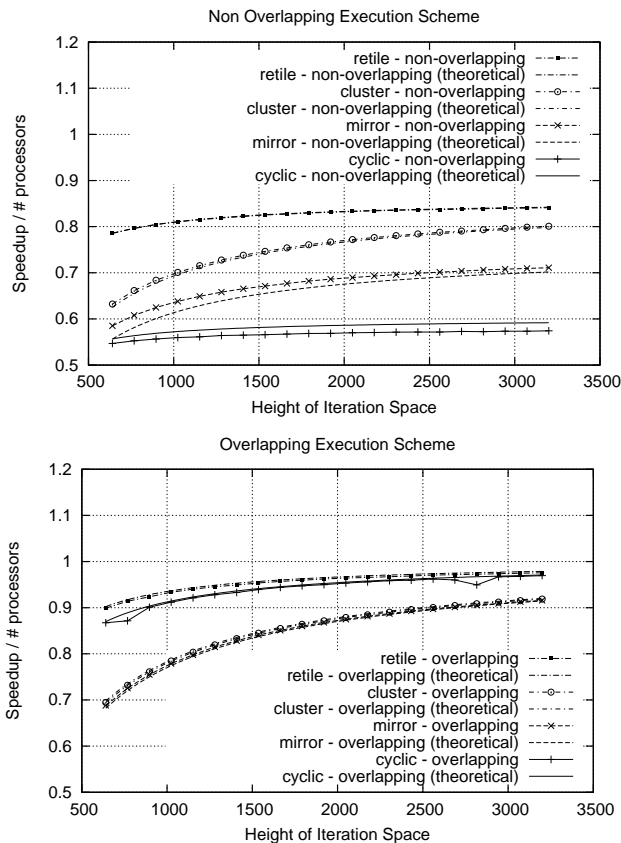 Non Overlapping Execution Scheme
1.2
1.1
1
0.9
0.8
0.7
0.6
0.5
Speedup / # processors
retile - non-overlapping
retile - non-overlapping (theoretical)
cluster - non-overlapping
cluster - non-overlapping (theoretical)
mirror - non-overlapping
mirror - non-overlapping (theoretical)
cyclic - non-overlapping
cyclic - non-overlapping (theoretical)
500 1000 1500 2000 2500 3000 3500
Height of Iteration Space
Overlapping Execution Scheme
1.2
1.1
1
0.9
0.8
0.7
0.6
0.5
Speedup / # processors
retile - overlapping
retile - overlapping (theoretical)
cluster - overlapping
cluster - overlapping (theoretical)
mirror - overlapping
mirror - overlapping (theoretical)
cyclic - overlapping
cyclic - overlapping (theoretical)
500 1000 1500 2000 2500 3000 3500
Height of Iteration Space